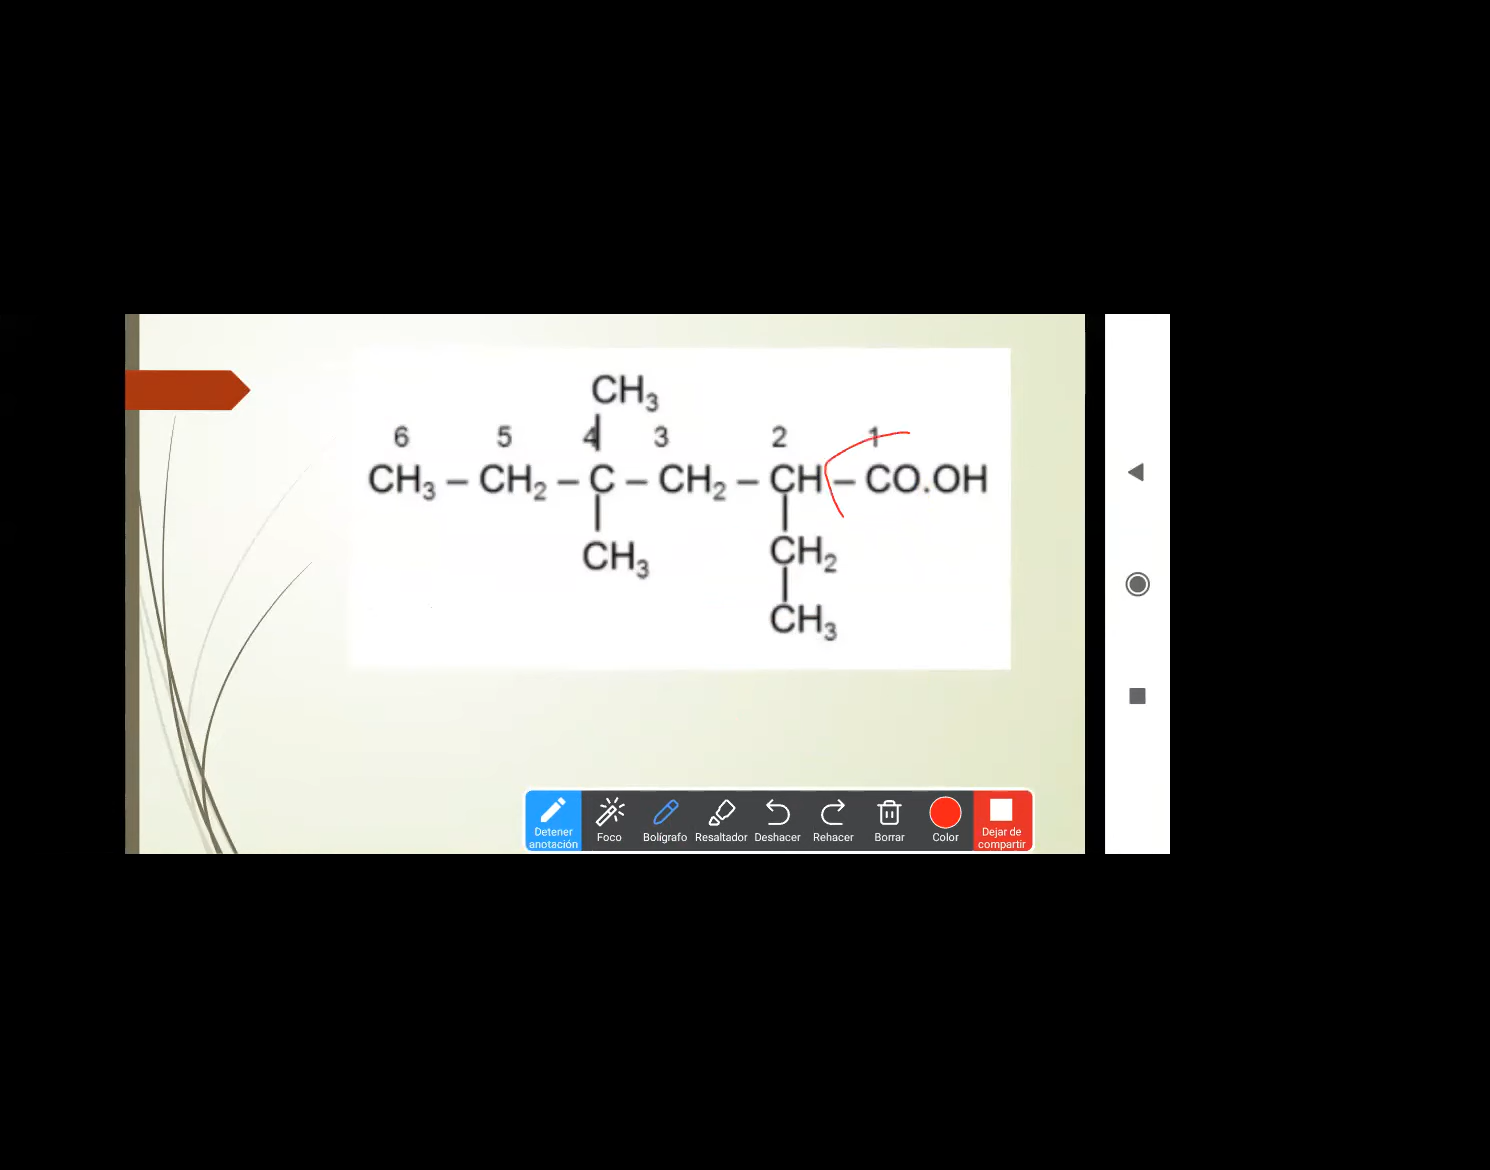 CH₃
6 5 4 3 2 1
CH₃ – CH₂ – C – CH₂ – CH – CO.OH
CH₃ CH₂
CH₃
Detener anotación
Foco
Bolígrafo
Resaltador
Deshacer
Rehacer
Borrar
Color
Dejar de compartir